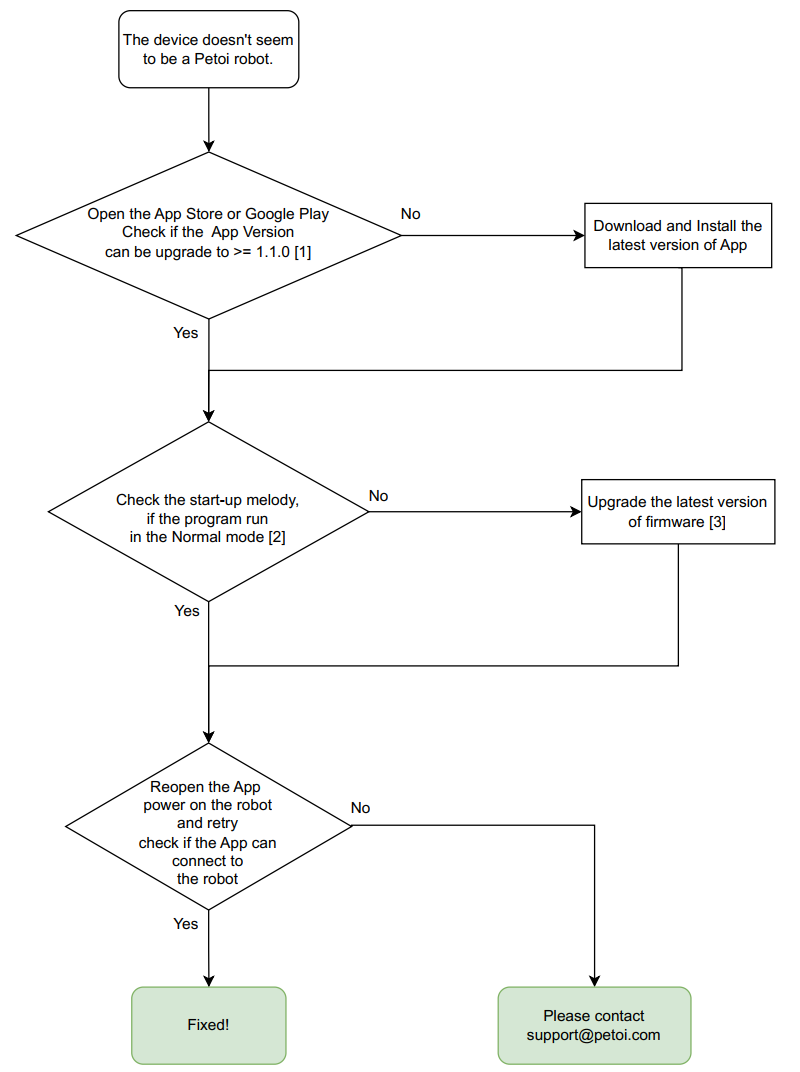 The device doesn't seem
to be a Petoi robot.
Open the App Store or Google Play
Check if the App Version
can be upgrade to >= 1.1.0 [1]
No
Download and Install the
latest version of App
Yes
Check the start-up melody,
if the program run
in the Normal mode [2]
No
Upgrade the latest version
of firmware [3]
Yes
Reopen the App
power on the robot
and retry
check if the App can
connect to
the robot
No
Yes
Fixed!
Please contact
support@petoi.com